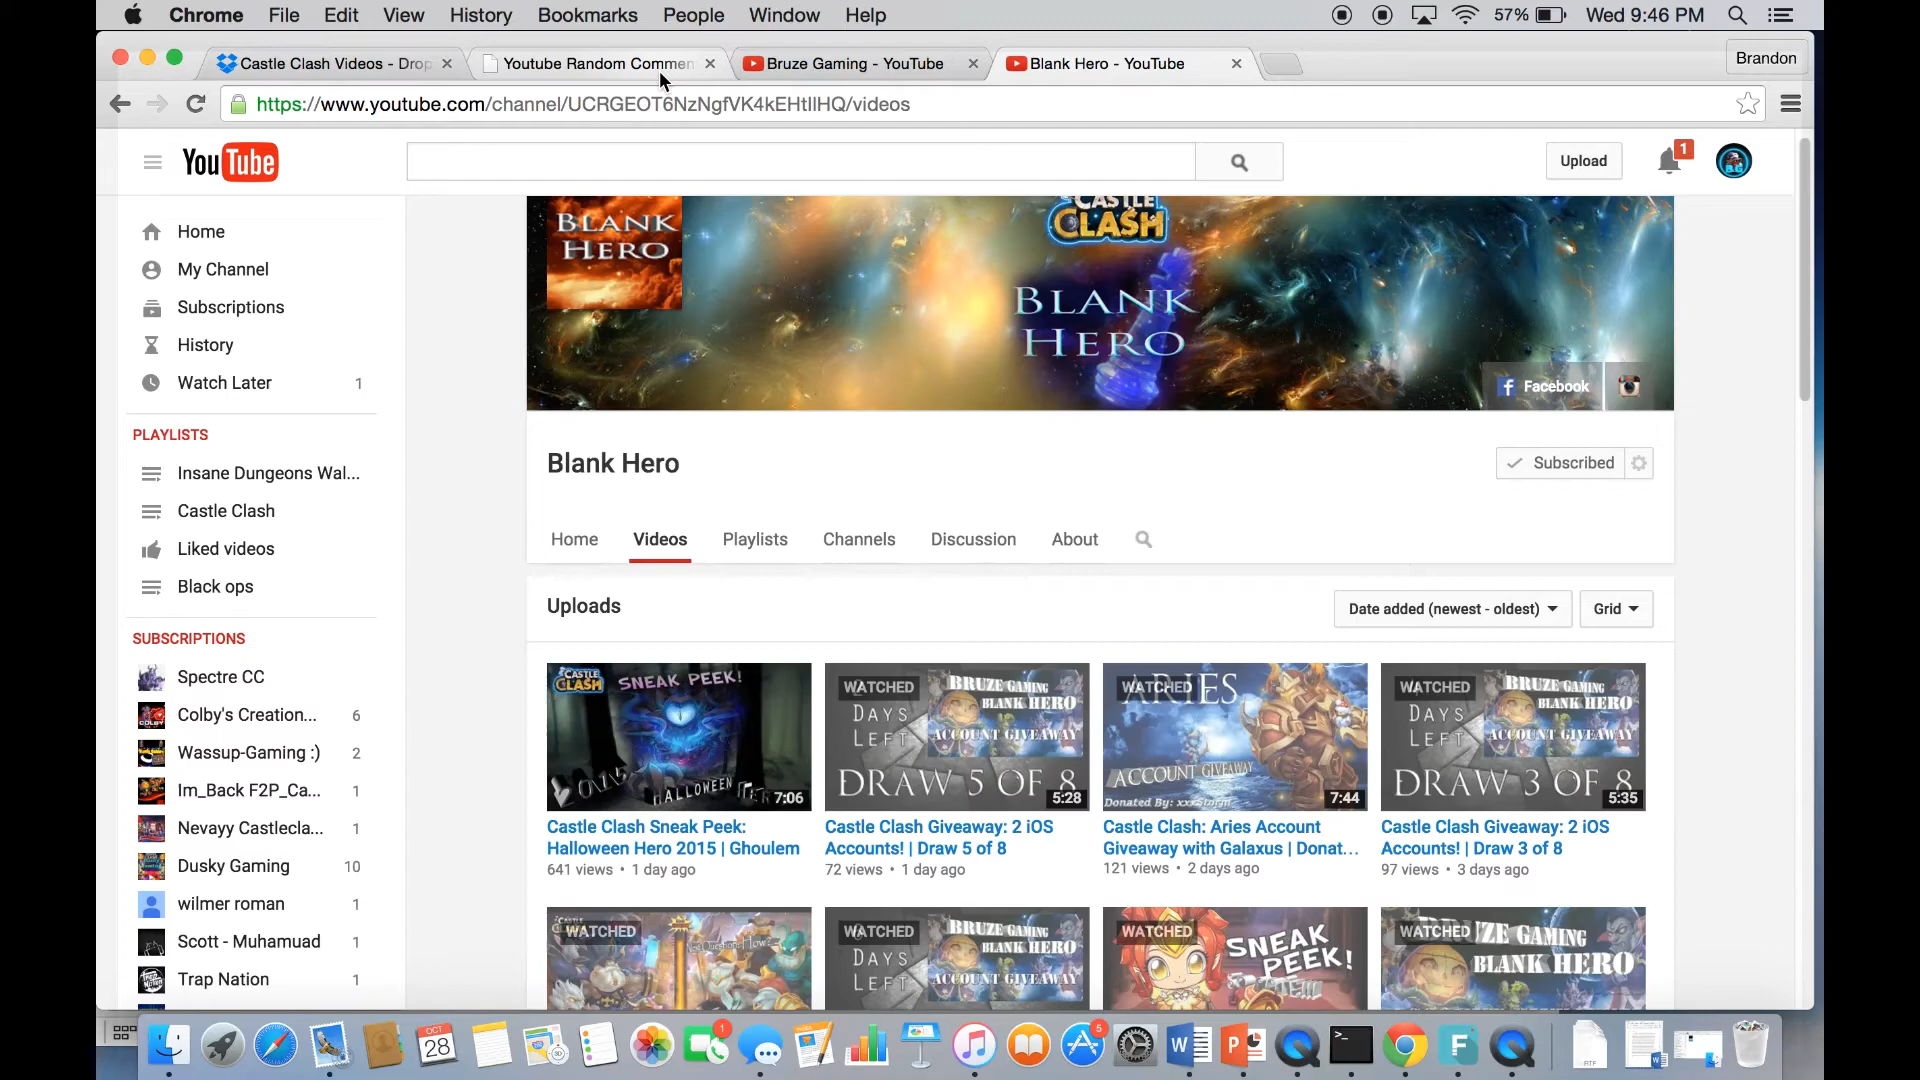 Chrome File Edit View History Bookmarks People Window Help 57% Wed 9:46 PM
Castle Clash Videos - Drop
Youtube Random Commen
Bruze Gaming - YouTube
Blank Hero - YouTube
Brandon
https://www.youtube.com/channel/UCRGEOT6NzNgfVK4kEHtIlHQ/videos
YouTube
Upload
1
Home
My Channel
Subscriptions
History
Watch Later 1
PLAYLISTS
Insane Dungeons Wal...
Castle Clash
Liked videos
Black ops
SUBSCRIPTIONS
Spectre CC
Colby's Creation... 6
Wassup-Gaming :) 2
Im_Back F2P_Ca... 1
Nevayy Castlecla... 1
Dusky Gaming 10
wilmer roman 1
Scott - Muhamuad 1
Trap Nation 1
BLANK
HERO
CASTLE
CLASH
BLANK
HERO
Facebook
Blank Hero
Subscribed
Home Videos Playlists Channels Discussion About
Uploads
Date added (newest - oldest)
Grid
CASTLE
CLASH
SNEAK PEEK!
HALLOWEEN
7:06
Castle Clash Sneak Peek:
Halloween Hero 2015 | Ghoulem
641 views • 1 day ago
WATCHED
DAYS
LEFT
BRUZE GAMING
BLANK HERO
ACCOUNT GIVEAWAY
DRAW 5 OF 8
5:28
Castle Clash Giveaway: 2 iOS
Accounts! | Draw 5 of 8
72 views • 1 day ago
WATCHED
ARIES
ACCOUNT GIVEAWAY
Donated By: xxxStorm
7:44
Castle Clash: Aries Account
Giveaway with Galaxus | Donat...
121 views • 2 days ago
WATCHED
DAYS
LEFT
BRUZE GAMING
BLANK HERO
ACCOUNT GIVEAWAY
DRAW 3 OF 8
5:35
Castle Clash Giveaway: 2 iOS
Accounts! | Draw 3 of 8
97 views • 3 days ago
WATCHED
WATCHED
DAYS
LEFT
BRUZE GAMING
BLANK HERO
ACCOUNT GIVEAWAY
WATCHED
SNEAK
PEEK!
WATCHED
BRUZE GAMING
BLANK HERO
OCT
28
1
5